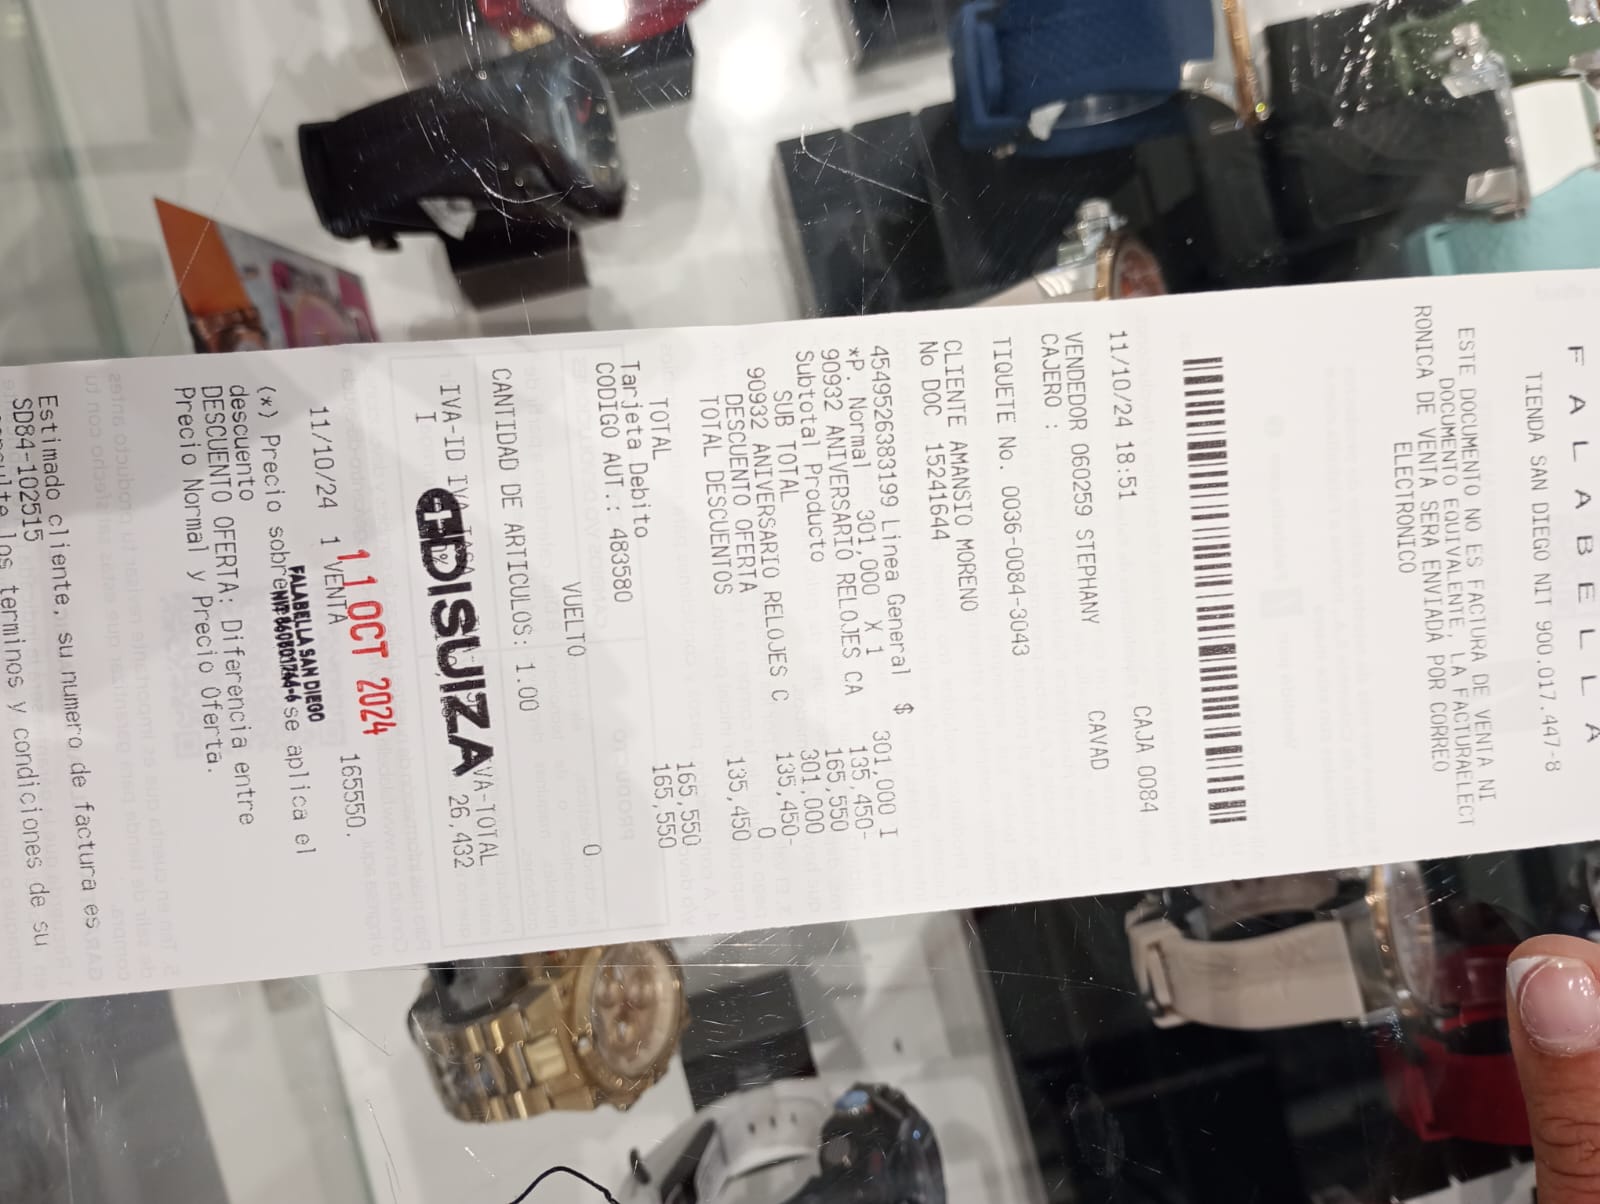 F A L A B E L L A
TIENDA SAN DIEGO NIT 900.017.447-8
ESTE DOCUMENTO NO ES FACTURA DE VENTA NI
DOCUMENTO EQUIVALENTE, LA FACTURAELECT
RONICA DE VENTA SERA ENVIADA POR CORREO
ELECTRONICO
11/10/24 18:51 CAJA 0084
VENDEDOR 060259 STEPHANY CAVAD
CAJERO :
TIQUETE No. 0036-0084-3043
CLIENTE AMANSIO MORENO
No DOC 15241644
4549526383199 Linea General $ 301,000 I
*P. Normal 301,000 X 1 135,450-
90932 ANIVERSARIO RELOJES CA 165,550
Subtotal Producto 301,000
SUB TOTAL 135,450-
90932 ANIVERSARIO RELOJES C 0
DESCUENTO OFERTA
TOTAL DESCUENTOS 135,450
TOTAL 165,550
Tarjeta Debito 165,550
CODIGO AUT.: 483580
VUELTO 0
CANTIDAD DE ARTICULOS: 1.00
IVA-ID IVA VA-TOTAL
I 26,432
DISUIZA
11/10/24 1 VENTA 165550.
11 OCT 2024
FALABELLA SAN DIEGO
(*) Precio sobre se aplica el
descuento
DESCUENTO OFERTA: Diferencia entre
Precio Normal y Precio Oferta.
Estimado cliente, su numero de factura es
SD84-102515
los terminos y condiciones de su